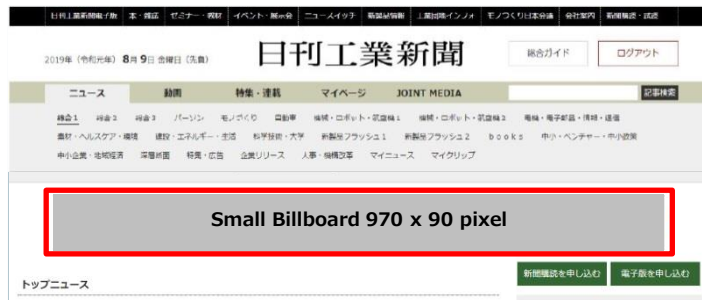 日刊工業新聞電子版 本・雑誌 セミナー・教材 イベント・展示会 ニュースイッチ 新製品情報 工業団地インフォ モノづくり日本会議 会社案内 新聞購読・試読
2019年 (令和元年) 8月9日 金曜日 (先負)
日刊工業新聞
総合ガイド
ログアウト
ニュース 動画 特集・連載 マイページ JOINT MEDIA 記事検索
総合1 総合2 総合3 パーソン モノづくり 自動車 機械・ロボット・航空機1 機械・ロボット・航空機2 電機・電子部品・情報・通信
素材・ヘルスケア・環境 建設・エネルギー・生活 科学技術・大学 新製品フラッシュ1 新製品フラッシュ2 books 中小・ベンチャー・中小政策
中小企業・地域経済 深層断面 特集・広告 企業リリース 人事・機構改革 マイニュース マイクリップ
Small Billboard 970 x 90 pixel
新聞購読を申し込む 電子版を申し込む
トップニュース